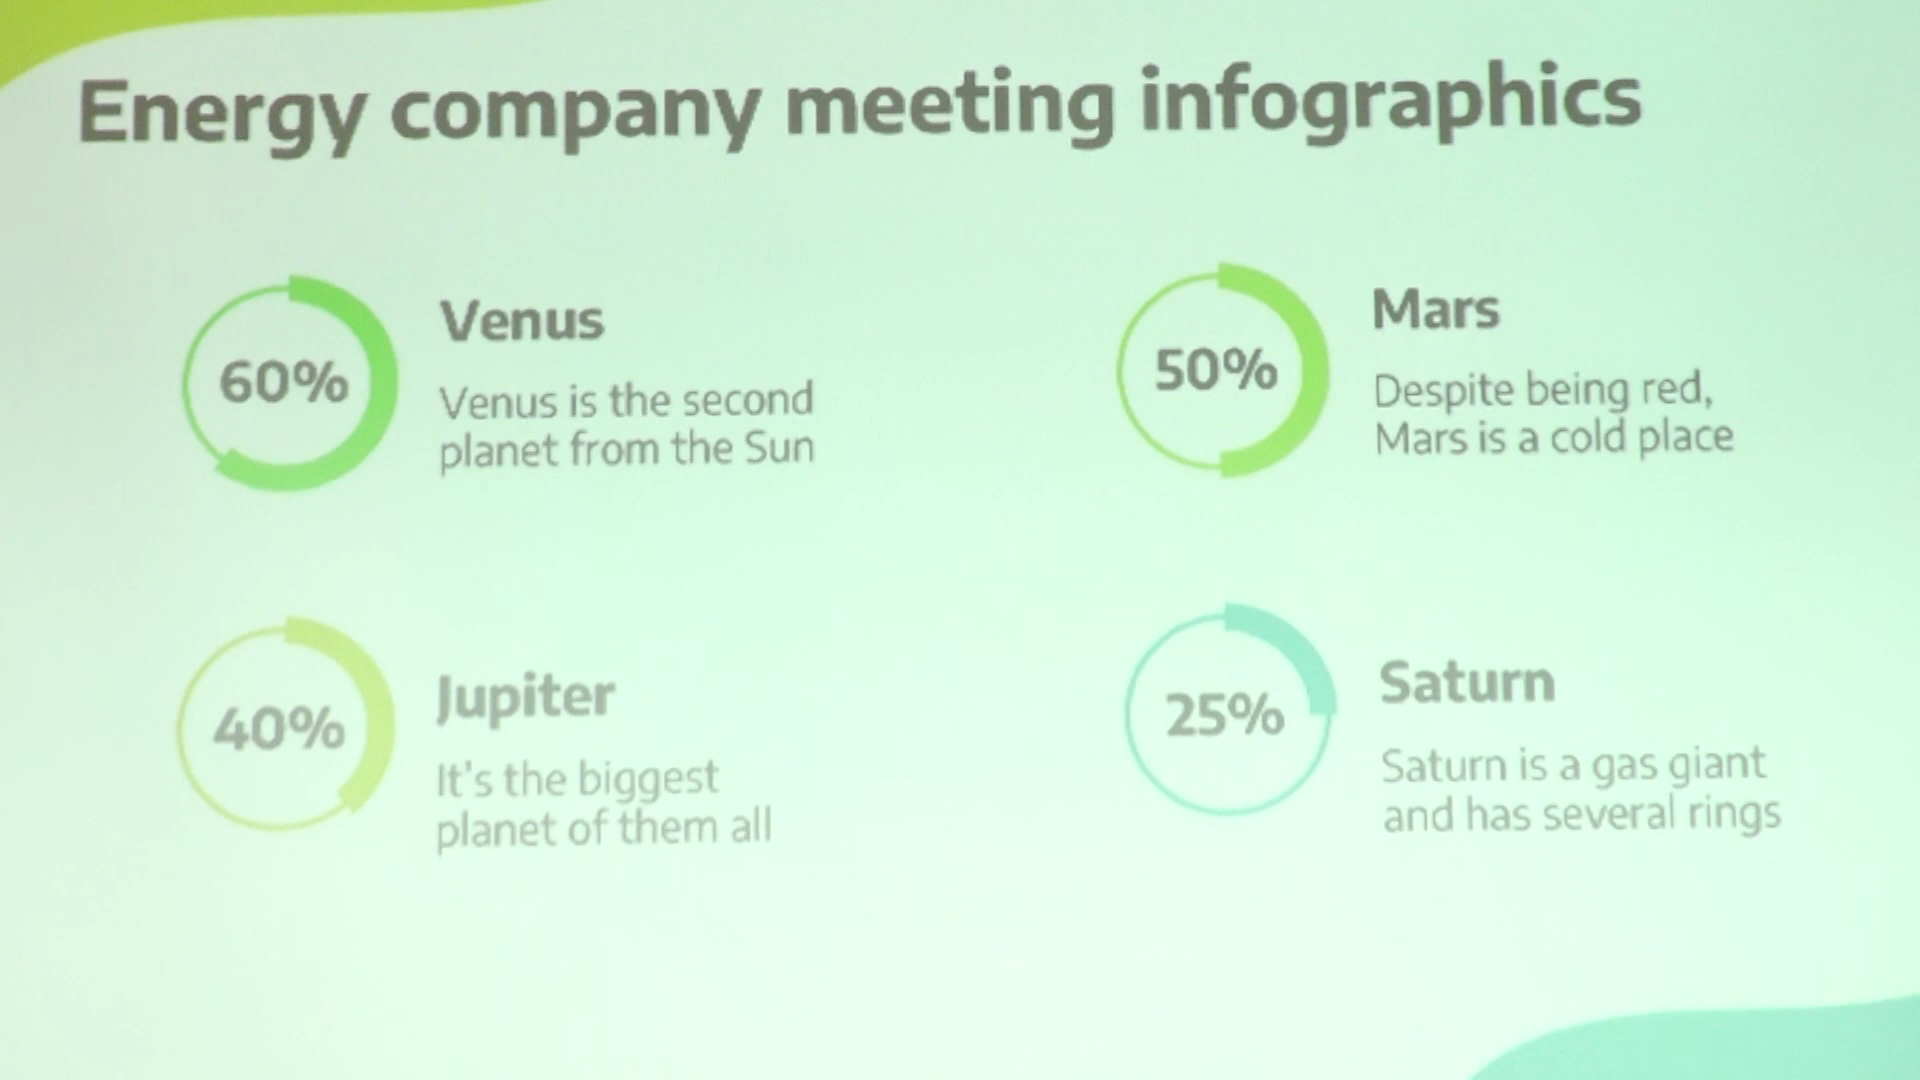 Energy company meeting infographics
60%
Venus
Venus is the second
planet from the Sun
50%
Mars
Despite being red,
Mars is a cold place
40%
Jupiter
It's the biggest
planet of them all
25%
Saturn
Saturn is a gas giant
and has several rings